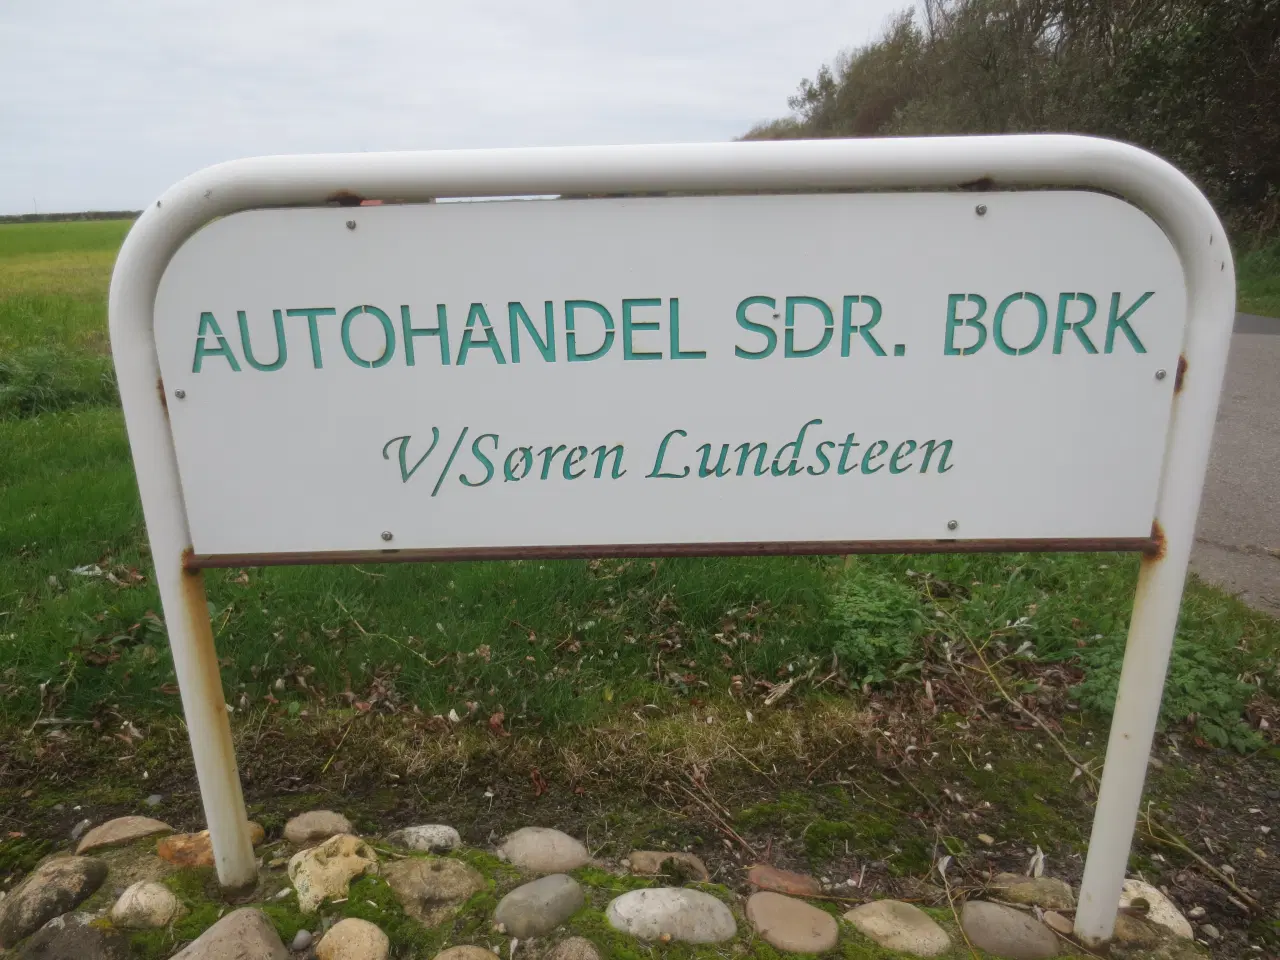 AUTOHANDEL SDR. BORK
V/Søren Lundsteen